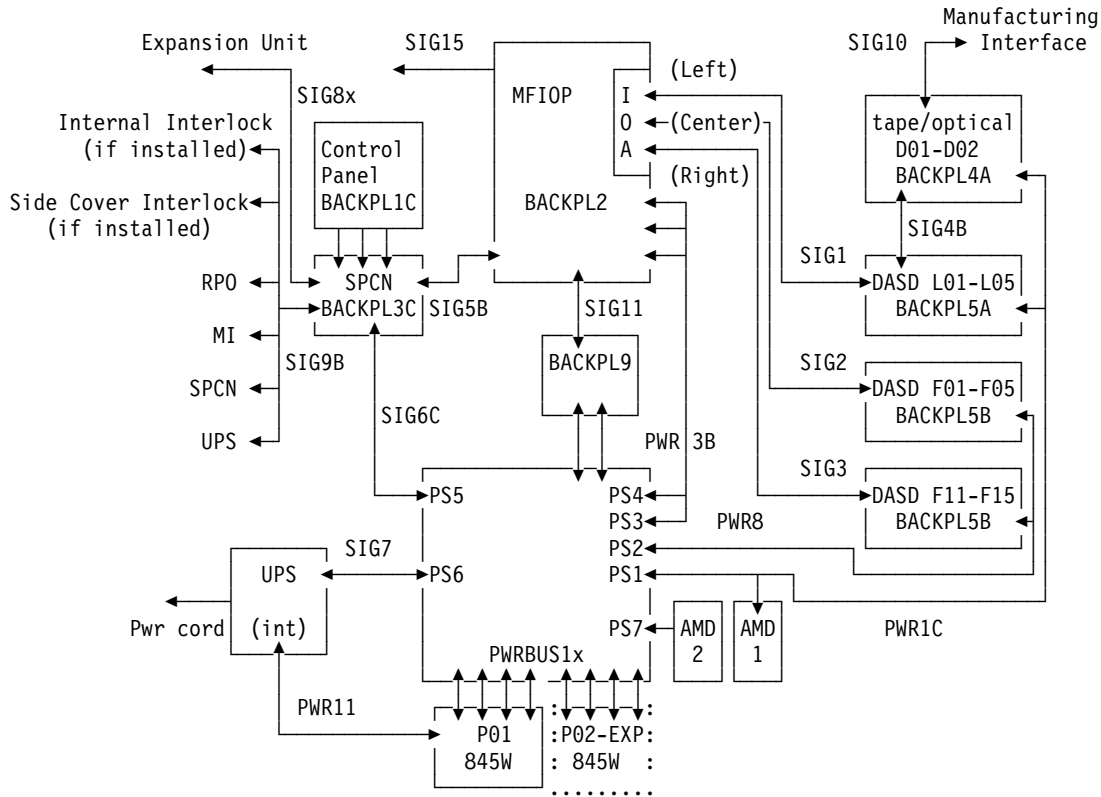 Manufacturing
Interface
Expansion Unit
SIG15
SIG10
(Left)
SIG8x
MFIOP
I
O
A
(Center)
(Right)
Internal Interlock
(if installed)
Control
Panel
BACKPL1C
tape/optical
D01-D02
BACKPL4A
Side Cover Interlock
(if installed)
BACKPL2
SIG4B
SIG1
RPO
SPCN
BACKPL3C
SIG5B
SIG11
DASD L01-L05
BACKPL5A
MI
SIG9B
BACKPL9
SIG2
SPCN
DASD F01-F05
BACKPL5B
SIG6C
UPS
PWR 3B
SIG3
PS5
PS4
DASD F11-F15
BACKPL5B
PS3
PWR8
SIG7
PS2
UPS
PS6
PS1
Pwr cord
(int)
PS7
AMD
2
AMD
1
PWR1C
PWRBUS1x
PWR11
P01
845W
P02-EXP
845W